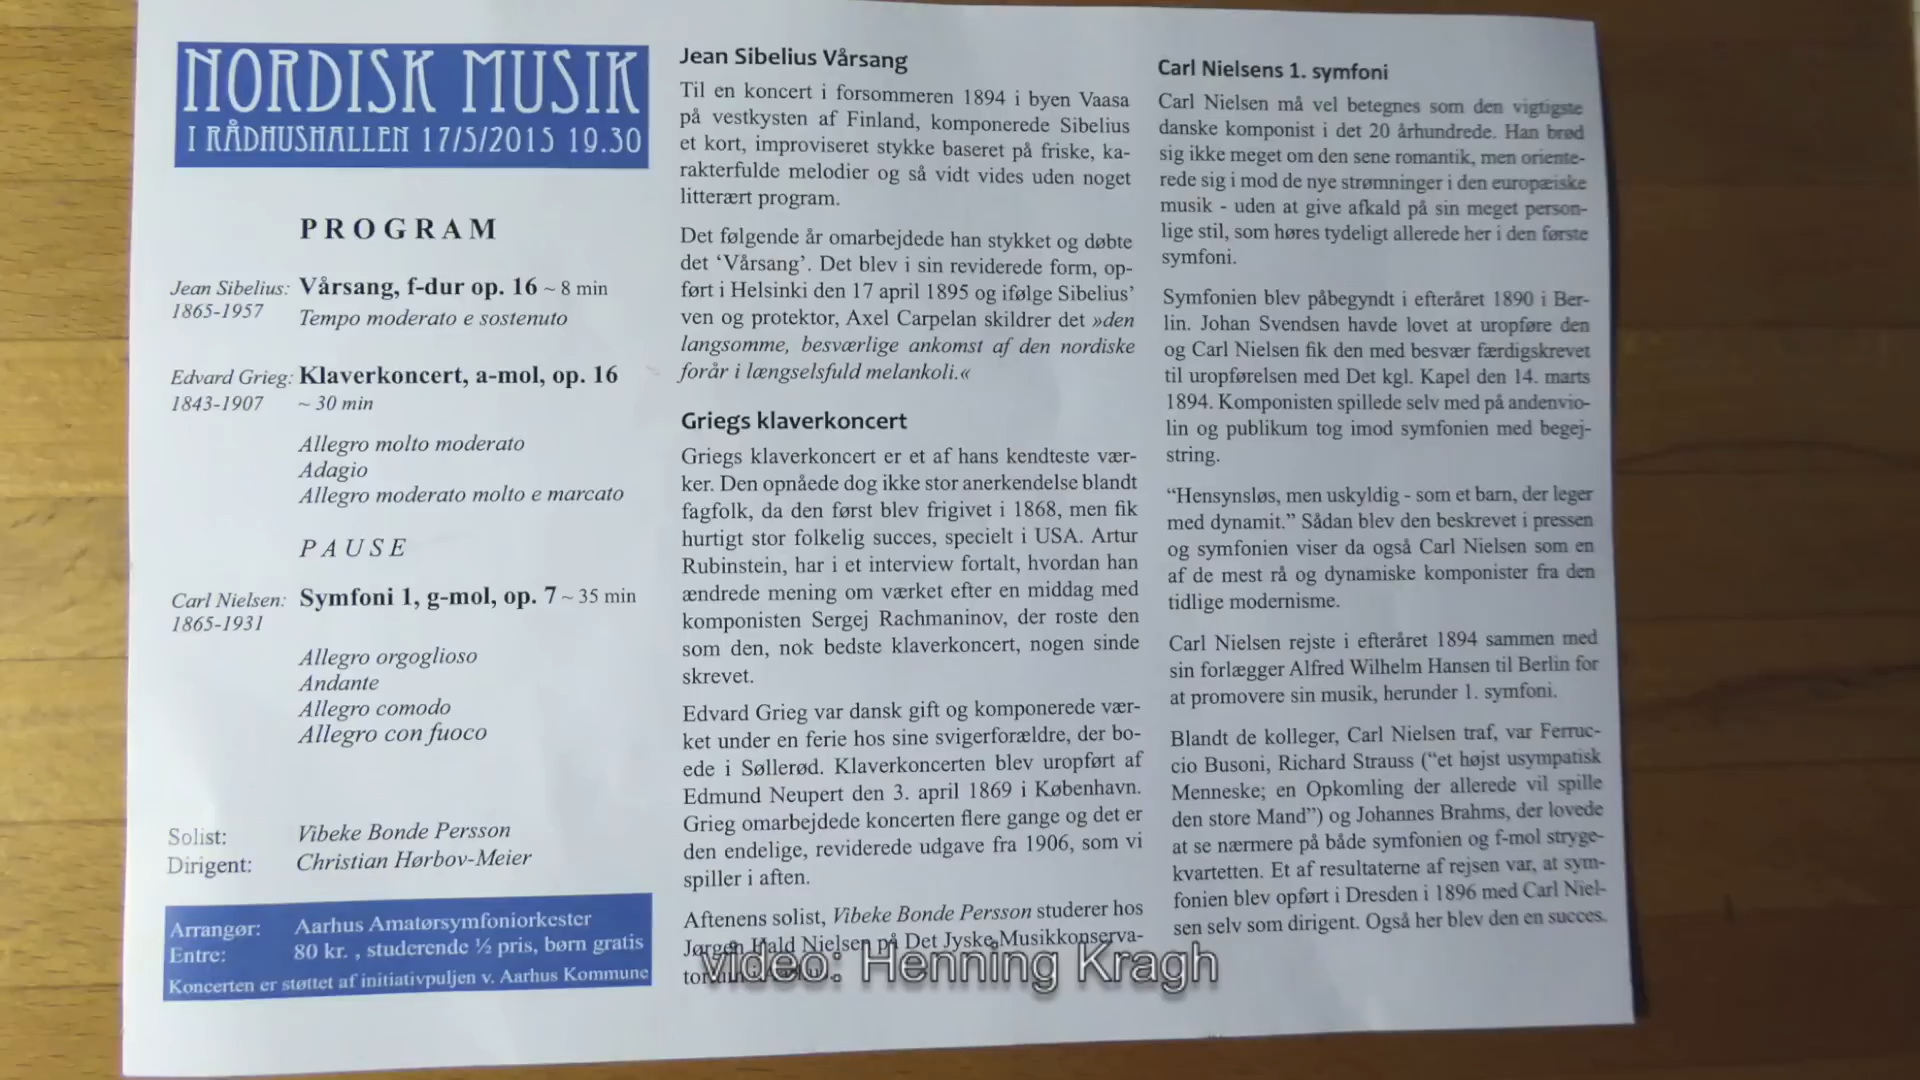 NORDISK MUSIK
I RÅDHUSHALLEN 17/5/2015 19.30
PROGRAM
Jean Sibelius: Vårsang, f-dur op. 16 ~ 8 min
1865-1957
Tempo moderato e sostenuto
Edvard Grieg: Klaverkoncert, a-mol, op. 16
1843-1907 ~ 30 min
Allegro molto moderato
Adagio
Allegro moderato molto e marcato
PAUSE
Carl Nielsen: Symfoni 1, g-mol, op. 7 ~ 35 min
1865-1931
Allegro orgoglioso
Andante
Allegro comodo
Allegro con fuoco
Solist: Vibeke Bonde Persson
Dirigent: Christian Hørbov-Meier
Arrangør: Aarhus Amatørsymfoniorkester
Entre: 80 kr. , studerende ½ pris, børn gratis
Koncerten er støttet af initiativpuljen v. Aarhus Kommune
Jean Sibelius Vårsang
Til en koncert i forsommeren 1894 i byen Vaasa
på vestkysten af Finland, komponerede Sibelius
et kort, improviseret stykke baseret på friske, ka-
rakterfulde melodier og så vidt vides uden noget
litterært program.
Det følgende år omarbejdede han stykket og døbte
det ‘Vårsang’. Det blev i sin reviderede form, op-
ført i Helsinki den 17 april 1895 og ifølge Sibelius’
ven og protektor, Axel Carpelan skildrer det »den
langsomme, besværlige ankomst af den nordiske
forår i længselsfuld melankoli.«
Griegs klaverkoncert
Griegs klaverkoncert er et af hans kendteste vær-
ker. Den opnåede dog ikke stor anerkendelse blandt
fagfolk, da den først blev frigivet i 1868, men fik
hurtigt stor folkelig succes, specielt i USA. Artur
Rubinstein, har i et interview fortalt, hvordan han
ændrede mening om værket efter en middag med
komponisten Sergej Rachmaninov, der roste den
som den, nok bedste klaverkoncert, nogen sinde
skrevet.
Edvard Grieg var dansk gift og komponerede vær-
ket under en ferie hos sine svigerforældre, der bo-
ede i Søllerød. Klaverkoncerten blev uropført af
Edmund Neupert den 3. april 1869 i København.
Grieg omarbejdede koncerten flere gange og det er
den endelige, reviderede udgave fra 1906, som vi
spiller i aften.
Aftenens solist, Vibeke Bonde Persson studerer hos
Jørgen Hald Nielsen på Det Jyske Musikkonserva-
video: Henning Kragh
Carl Nielsens 1. symfoni
Carl Nielsen må vel betegnes som den vigtigste
danske komponist i det 20 århundrede. Han brød
sig ikke meget om den sene romantik, men oriente-
rede sig i mod de nye strømninger i den europæiske
musik - uden at give afkald på sin meget person-
lige stil, som høres tydeligt allerede her i den første
symfoni.
Symfonien blev påbegyndt i efteråret 1890 i Ber-
lin. Johan Svendsen havde lovet at uropføre den
og Carl Nielsen fik den med besvær færdigskrevet
til uropførelsen med Det kgl. Kapel den 14. marts
1894. Komponisten spillede selv med på andenvio-
lin og publikum tog imod symfonien med begej-
string.
“Hensynsløs, men uskyldig - som et barn, der leger
med dynamit.” Sådan blev den beskrevet i pressen
og symfonien viser da også Carl Nielsen som en
af de mest rå og dynamiske komponister fra den
tidlige modernisme.
Carl Nielsen rejste i efteråret 1894 sammen med
sin forlægger Alfred Wilhelm Hansen til Berlin for
at promovere sin musik, herunder 1. symfoni.
Blandt de kolleger, Carl Nielsen traf, var Ferruc-
cio Busoni, Richard Strauss (“et højst usympatisk
Menneske; en Opkomling der allerede vil spille
den store Mand”) og Johannes Brahms, der lovede
at se nærmere på både symfonien og f-mol stryge-
kvartetten. Et af resultaterne af rejsen var, at sym-
fonien blev opført i Dresden i 1896 med Carl Niel-
sen selv som dirigent. Også her blev den en succes.